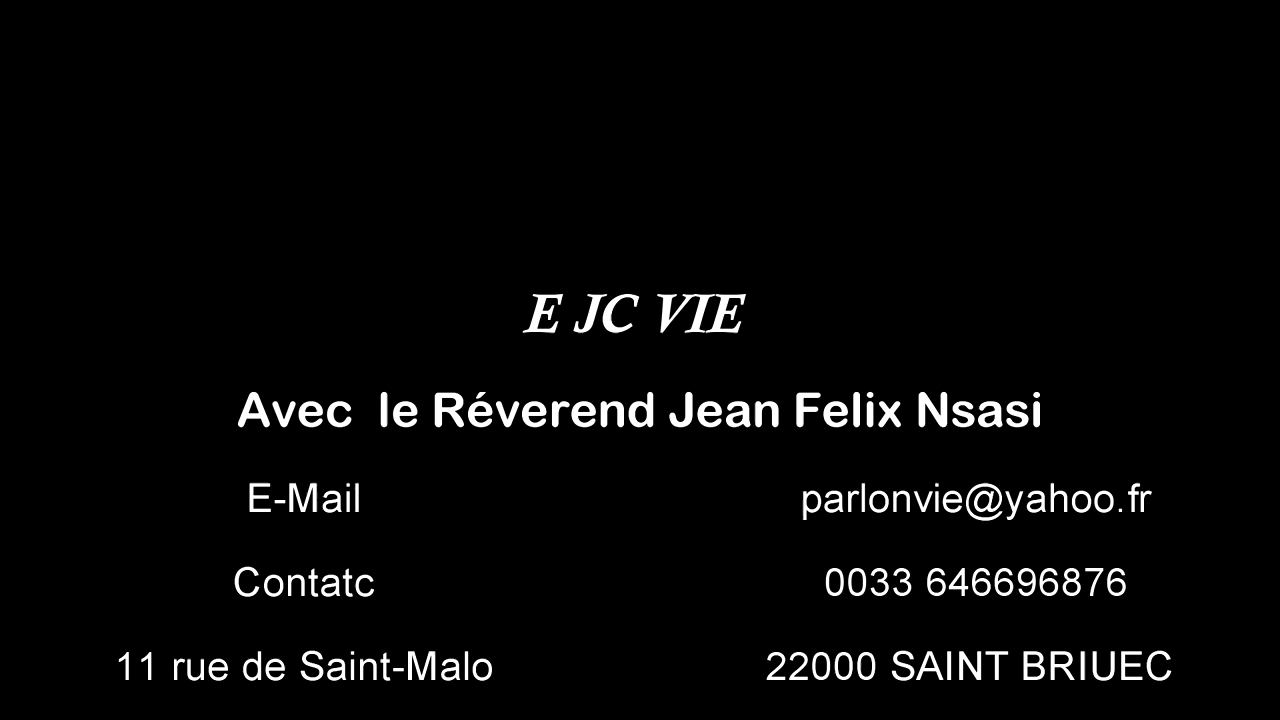 E JC VIE
Avec le Réverend Jean Felix Nsasi
E-Mail parlonvie@yahoo.fr
Contatc 0033 646696876
11 rue de Saint-Malo 22000 SAINT BRIUEC